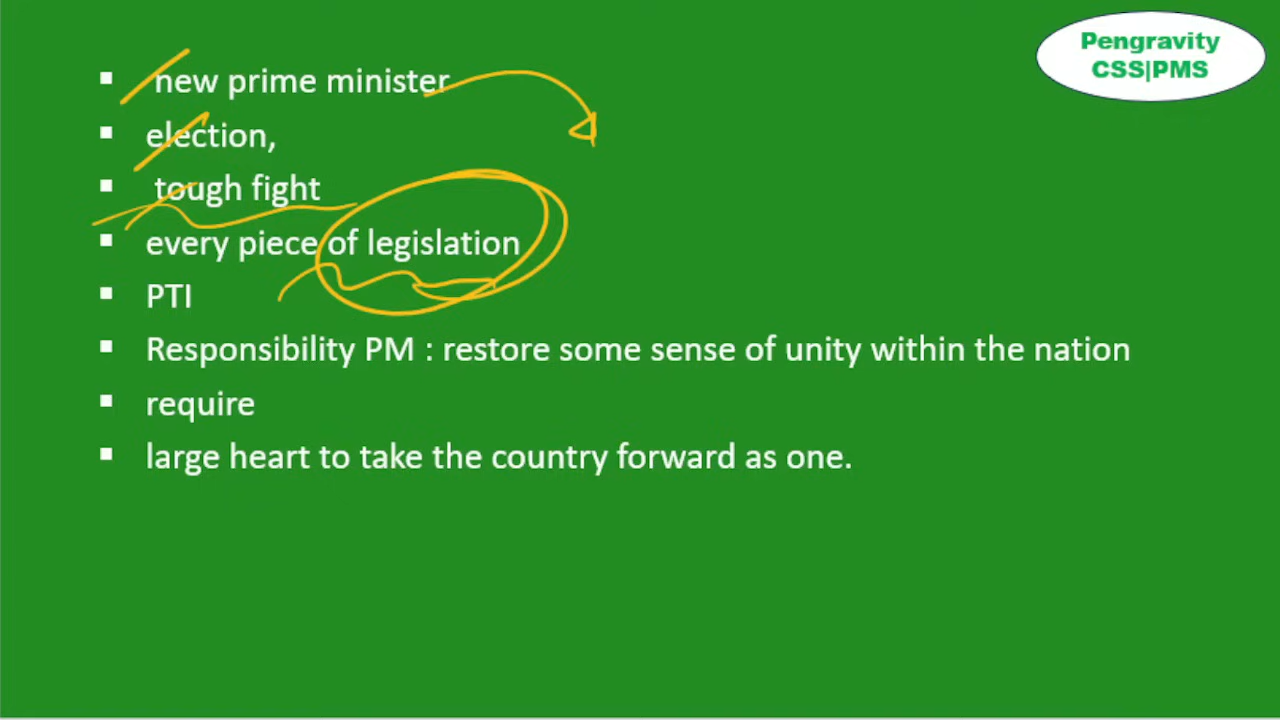 Pengravity
CSS|PMS
▪ new prime minister
▪ election,
▪ tough fight
▪ every piece of legislation
▪ PTI
▪ Responsibility PM : restore some sense of unity within the nation
▪ require
▪ large heart to take the country forward as one.